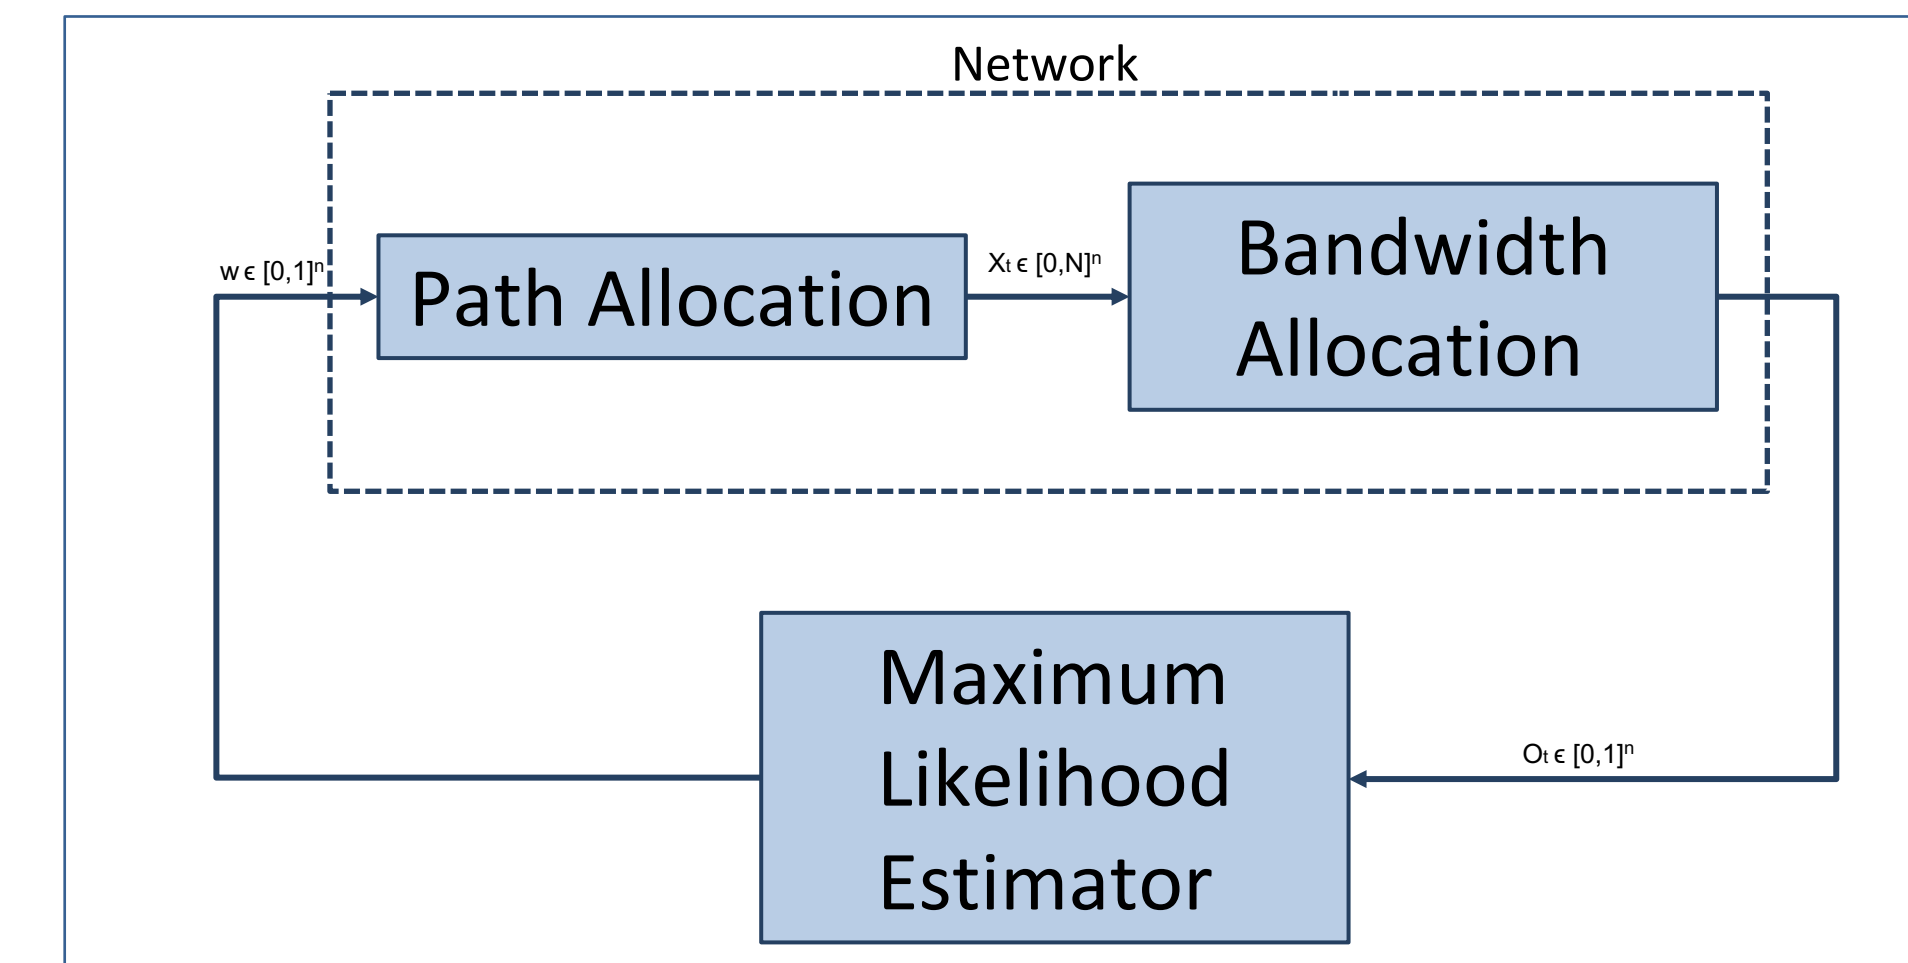 Network
w ϵ [0,1]ⁿ
Xt ϵ [0,N]ⁿ
Path Allocation
Bandwidth
Allocation
Maximum
Likelihood
Estimator
Ot ϵ [0,1]ⁿ